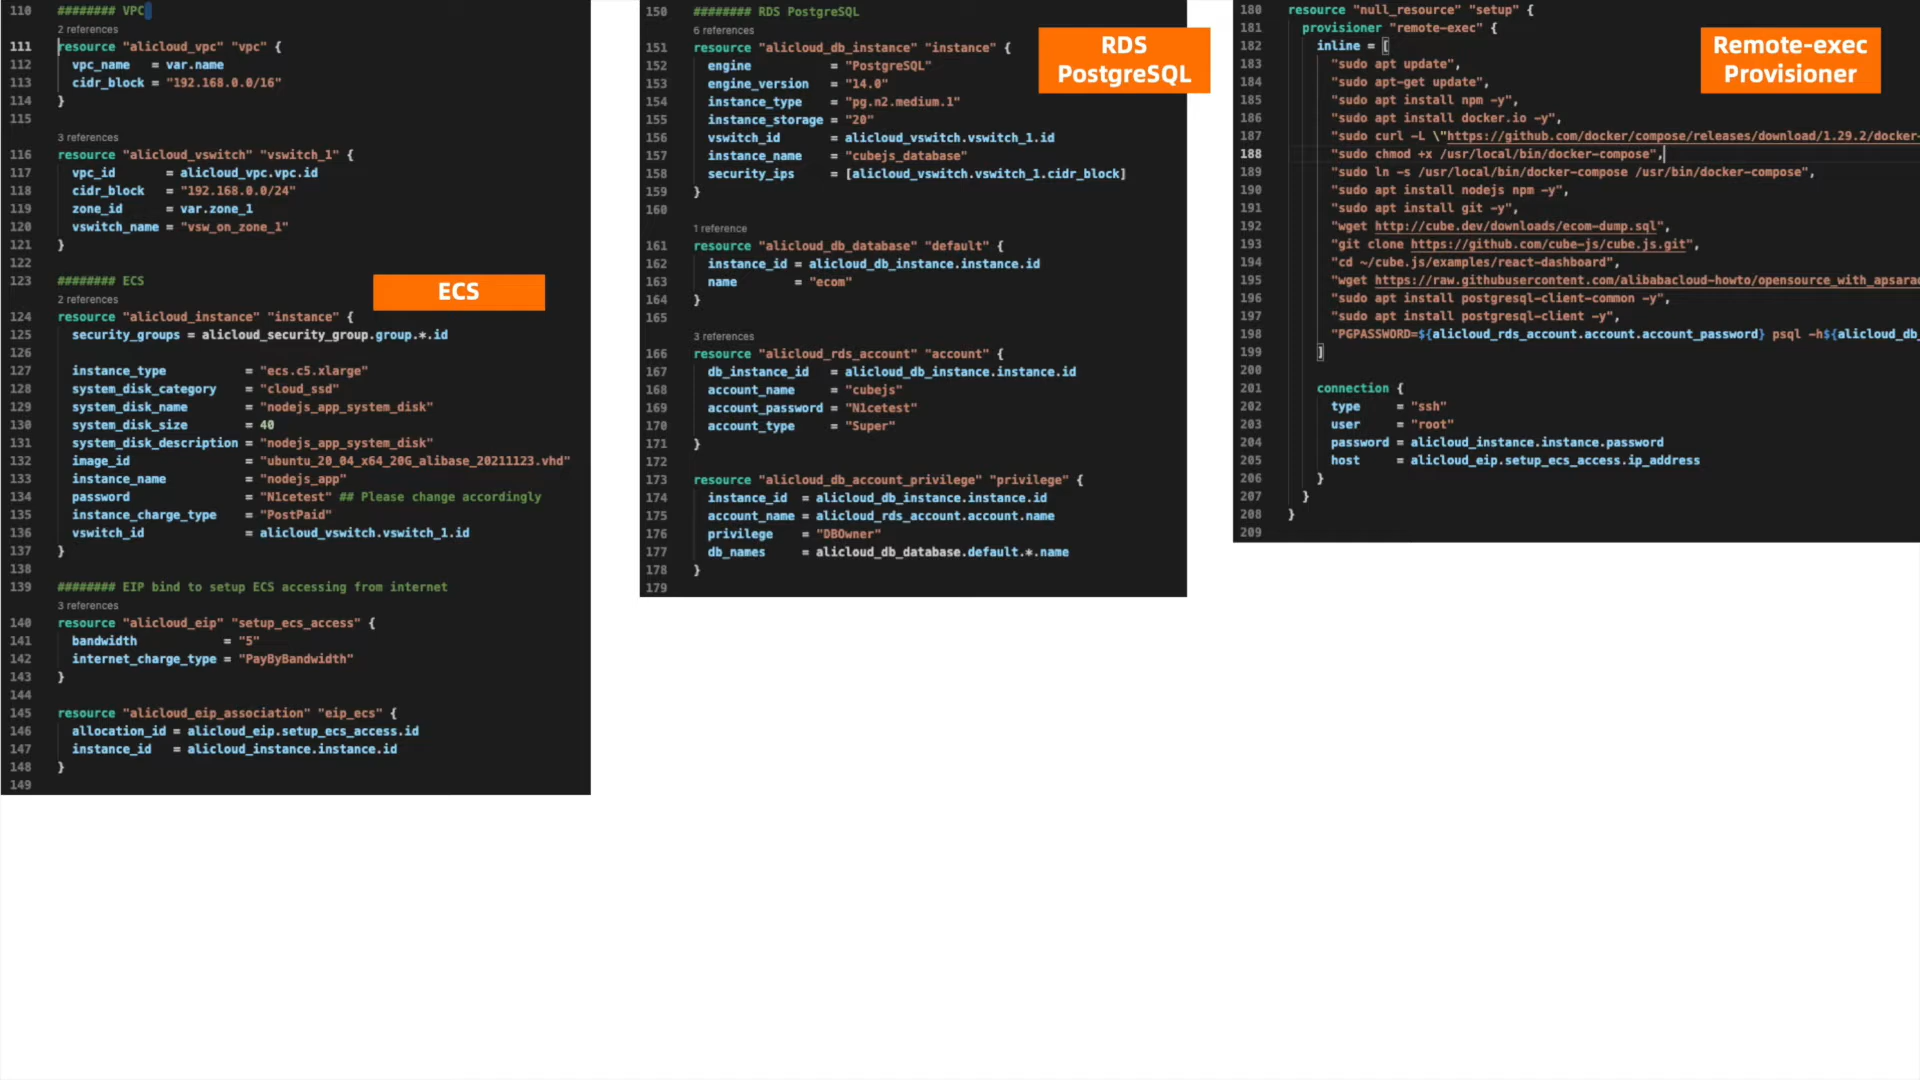 110 ######## VPC
2 references
111 resource "alicloud_vpc" "vpc" {
112 vpc_name = var.name
113 cidr_block = "192.168.0.0/16"
114 }
115
3 references
116 resource "alicloud_vswitch" "vswitch_1" {
117 vpc_id = alicloud_vpc.vpc.id
118 cidr_block = "192.168.0.0/24"
119 zone_id = var.zone_1
120 vswitch_name = "vsw_on_zone_1"
121 }
122
123 ######## ECS
ECS
2 references
124 resource "alicloud_instance" "instance" {
125 security_groups = alicloud_security_group.group.*.id
126
127 instance_type = "ecs.c5.xlarge"
128 system_disk_category = "cloud_ssd"
129 system_disk_name = "nodejs_app_system_disk"
130 system_disk_size = 40
131 system_disk_description = "nodejs_app_system_disk"
132 image_id = "ubuntu_20_04_x64_20G_alibase_20211123.vhd"
133 instance_name = "nodejs_app"
134 password = "N1cetest" ## Please change accordingly
135 instance_charge_type = "PostPaid"
136 vswitch_id = alicloud_vswitch.vswitch_1.id
137 }
138
139 ######## EIP bind to setup ECS accessing from internet
3 references
140 resource "alicloud_eip" "setup_ecs_access" {
141 bandwidth = "5"
142 internet_charge_type = "PayByBandwidth"
143 }
144
145 resource "alicloud_eip_association" "eip_ecs" {
146 allocation_id = alicloud_eip.setup_ecs_access.id
147 instance_id = alicloud_instance.instance.id
148 }
149
150 ######## RDS PostgreSQL
RDS
PostgreSQL
6 references
151 resource "alicloud_db_instance" "instance" {
152 engine = "PostgreSQL"
153 engine_version = "14.0"
154 instance_type = "pg.n2.medium.1"
155 instance_storage = "20"
156 vswitch_id = alicloud_vswitch.vswitch_1.id
157 instance_name = "cubejs_database"
158 security_ips = [alicloud_vswitch.vswitch_1.cidr_block]
159 }
160
1 reference
161 resource "alicloud_db_database" "default" {
162 instance_id = alicloud_db_instance.instance.id
163 name = "ecom"
164 }
165
3 references
166 resource "alicloud_rds_account" "account" {
167 db_instance_id = alicloud_db_instance.instance.id
168 account_name = "cubejs"
169 account_password = "N1cetest"
170 account_type = "Super"
171 }
172
173 resource "alicloud_db_account_privilege" "privilege" {
174 instance_id = alicloud_db_instance.instance.id
175 account_name = alicloud_rds_account.account.name
176 privilege = "DBOwner"
177 db_names = alicloud_db_database.default.*.name
178 }
179
180 resource "null_resource" "setup" {
Remote-exec
Provisioner
181 provisioner "remote-exec" {
182 inline = [
183 "sudo apt update",
184 "sudo apt-get update",
185 "sudo apt install npm -y",
186 "sudo apt install docker.io -y",
187 "sudo curl -L \"https://github.com/docker/compose/releases/download/1.29.2/docker-
188 "sudo chmod +x /usr/local/bin/docker-compose",
189 "sudo ln -s /usr/local/bin/docker-compose /usr/bin/docker-compose",
190 "sudo apt install nodejs npm -y",
191 "sudo apt install git -y",
192 "wget http://cube.dev/downloads/ecom-dump.sql",
193 "git clone https://github.com/cube-js/cube.js.git",
194 "cd ~/cube.js/examples/react-dashboard",
195 "wget https://raw.githubusercontent.com/alibabacloud-howto/opensource_with_apsarad
196 "sudo apt install postgresql-client-common -y",
197 "sudo apt install postgresql-client -y",
198 "PGPASSWORD=${alicloud_rds_account.account.account_password} psql -h${alicloud_db_
199 ]
200
201 connection {
202 type = "ssh"
203 user = "root"
204 password = alicloud_instance.instance.password
205 host = alicloud_eip.setup_ecs_access.ip_address
206 }
207 }
208 }
209